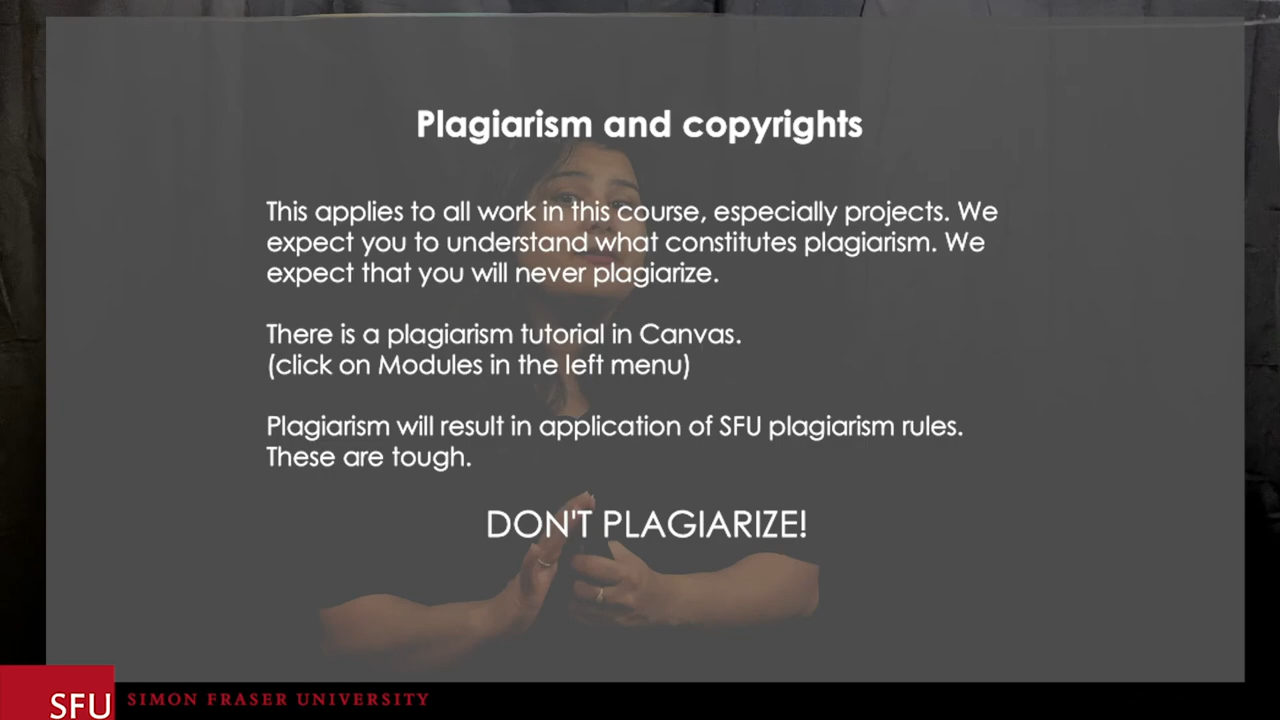 Plagiarism and copyrights
This applies to all work in this course, especially projects. We
expect you to understand what constitutes plagiarism. We
expect that you will never plagiarize.
There is a plagiarism tutorial in Canvas.
(click on Modules in the left menu)
Plagiarism will result in application of SFU plagiarism rules.
These are tough.
DON'T PLAGIARIZE!
SFU SIMON FRASER UNIVERSITY